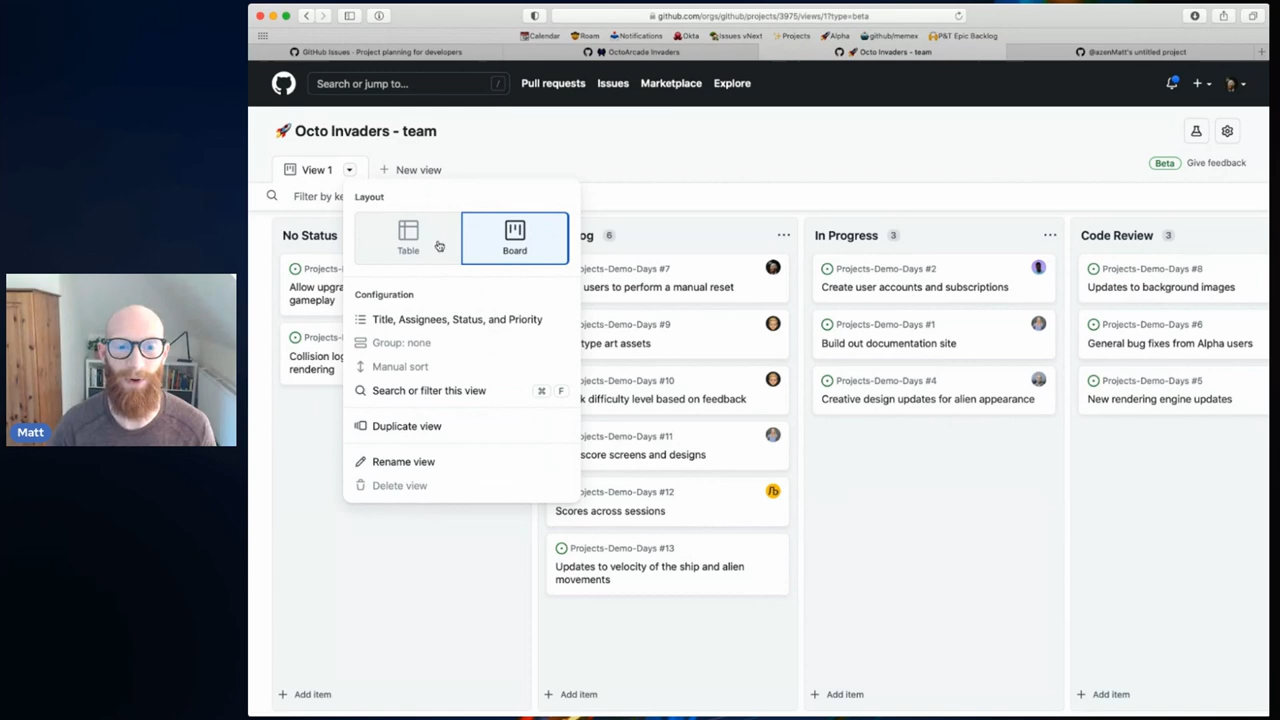 github.com/orgs/github/projects/3975/views/1?type=beta
Calendar
Roam
Notifications
Okta
Issues vNext
Projects
Alpha
github/memex
P&T Epic Backlog
GitHub Issues - Project planning for developers
OctoArcade Invaders
🚀 Octo Invaders - team
@azenMatt's untitled project
Search or jump to...
/
Pull requests
Issues
Marketplace
Explore
🚀 Octo Invaders - team
View 1
+ New view
Beta
Give feedback
Filter by ke
Layout
Table
Board
Configuration
Title, Assignees, Status, and Priority
Group: none
Manual sort
Search or filter this view
⌘ F
Duplicate view
Rename view
Delete view
No Status
Projects-
Allow upgra
gameplay
Projects-
Collision log
rendering
+ Add item
og 6
jects-Demo-Days #7
users to perform a manual reset
jects-Demo-Days #9
type art assets
jects-Demo-Days #10
k difficulty level based on feedback
jects-Demo-Days #11
score screens and designs
jects-Demo-Days #12
Scores across sessions
Projects-Demo-Days #13
Updates to velocity of the ship and alien
movements
+ Add item
In Progress 3
Projects-Demo-Days #2
Create user accounts and subscriptions
Projects-Demo-Days #1
Build out documentation site
Projects-Demo-Days #4
Creative design updates for alien appearance
+ Add item
Code Review 3
Projects-Demo-Days #8
Updates to background images
Projects-Demo-Days #6
General bug fixes from Alpha users
Projects-Demo-Days #5
New rendering engine updates
+ Add item
Matt